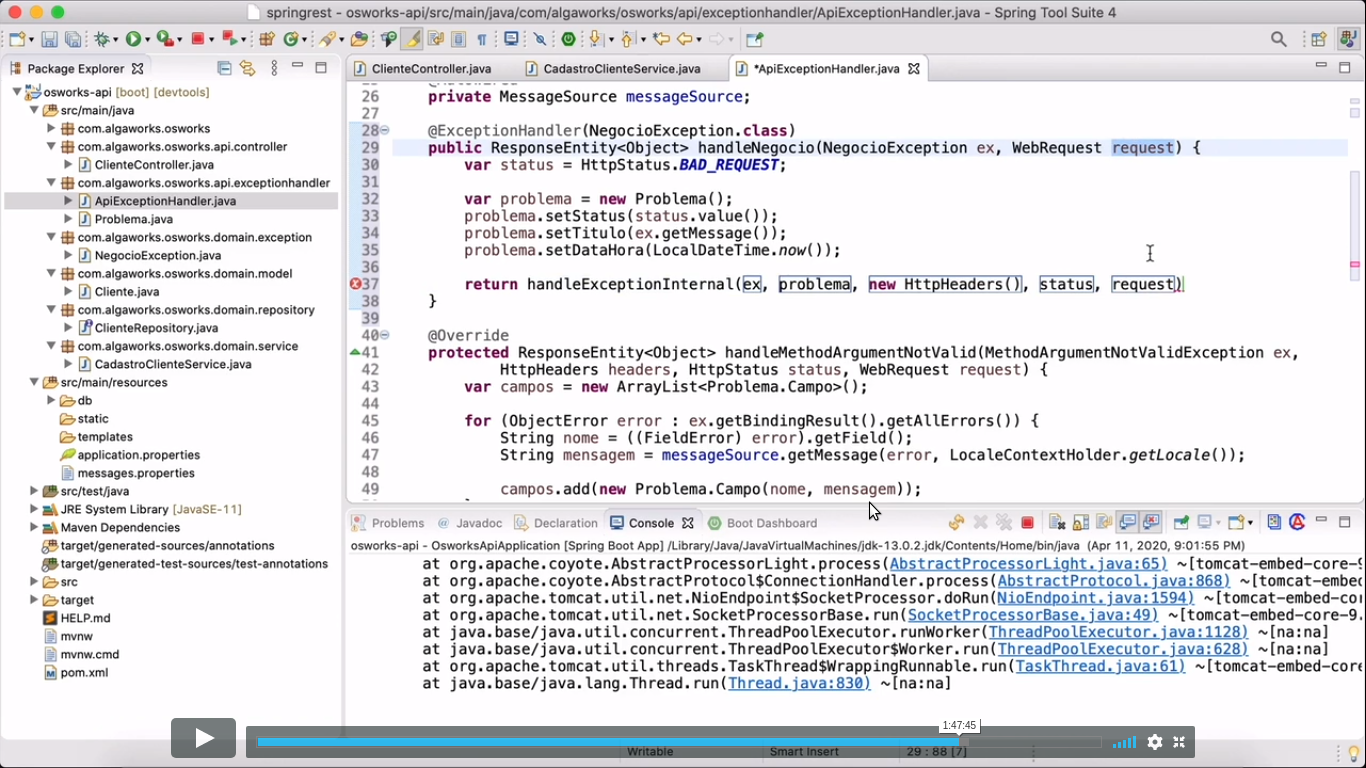 springrest - osworks-api/src/main/java/com/algaworks/osworks/api/exceptionhandler/ApiExceptionHandler.java - Spring Tool Suite 4
Package Explorer
osworks-api [boot] [devtools]
src/main/java
com.algaworks.osworks
com.algaworks.osworks.api.controller
ClienteController.java
com.algaworks.osworks.api.exceptionhandler
ApiExceptionHandler.java
Problema.java
com.algaworks.osworks.domain.exception
NegocioException.java
com.algaworks.osworks.domain.model
Cliente.java
com.algaworks.osworks.domain.repository
ClienteRepository.java
com.algaworks.osworks.domain.service
CadastroClienteService.java
src/main/resources
db
static
templates
application.properties
messages.properties
src/test/java
JRE System Library [JavaSE-11]
Maven Dependencies
target/generated-sources/annotations
target/generated-test-sources/test-annotations
src
target
HELP.md
mvnw
mvnw.cmd
pom.xml
ClienteController.java CadastroClienteService.java *ApiExceptionHandler.java
26 private MessageSource messageSource;
27
28 @ExceptionHandler(NegocioException.class)
29 public ResponseEntity<Object> handleNegocio(NegocioException ex, WebRequest request) {
30 var status = HttpStatus.BAD_REQUEST;
31
32 var problema = new Problema();
33 problema.setStatus(status.value());
34 problema.setTitulo(ex.getMessage());
35 problema.setDataHora(LocalDateTime.now());
36
37 return handleExceptionInternal(ex, problema, new HttpHeaders(), status, request)
38 }
39
40 @Override
41 protected ResponseEntity<Object> handleMethodArgumentNotValid(MethodArgumentNotValidException ex,
42 HttpHeaders headers, HttpStatus status, WebRequest request) {
43 var campos = new ArrayList<Problema.Campo>();
44
45 for (ObjectError error : ex.getBindingResult().getAllErrors()) {
46 String nome = ((FieldError) error).getField();
47 String mensagem = messageSource.getMessage(error, LocaleContextHolder.getLocale());
48
49 campos.add(new Problema.Campo(nome, mensagem));
Problems @ Javadoc Declaration Console Boot Dashboard
osworks-api - OsworksApiApplication [Spring Boot App] /Library/Java/JavaVirtualMachines/jdk-13.0.2.jdk/Contents/Home/bin/java (Apr 11, 2020, 9:01:55 PM)
at org.apache.coyote.AbstractProcessorLight.process(AbstractProcessorLight.java:65) ~[tomcat-embed-core-9
at org.apache.coyote.AbstractProtocol$ConnectionHandler.process(AbstractProtocol.java:868) ~[tomcat-embed
at org.apache.tomcat.util.net.NioEndpoint$SocketProcessor.doRun(NioEndpoint.java:1594) ~[tomcat-embed-co
at org.apache.tomcat.util.net.SocketProcessorBase.run(SocketProcessorBase.java:49) ~[tomcat-embed-core-9.
at java.base/java.util.concurrent.ThreadPoolExecutor.runWorker(ThreadPoolExecutor.java:1128) ~[na:na]
at java.base/java.util.concurrent.ThreadPoolExecutor$Worker.run(ThreadPoolExecutor.java:628) ~[na:na]
at org.apache.tomcat.util.threads.TaskThread$WrappingRunnable.run(TaskThread.java:61) ~[tomcat-embed-core
at java.base/java.lang.Thread.run(Thread.java:830) ~[na:na]
1:47:45
Writable Smart Insert 29 : 88 [7]